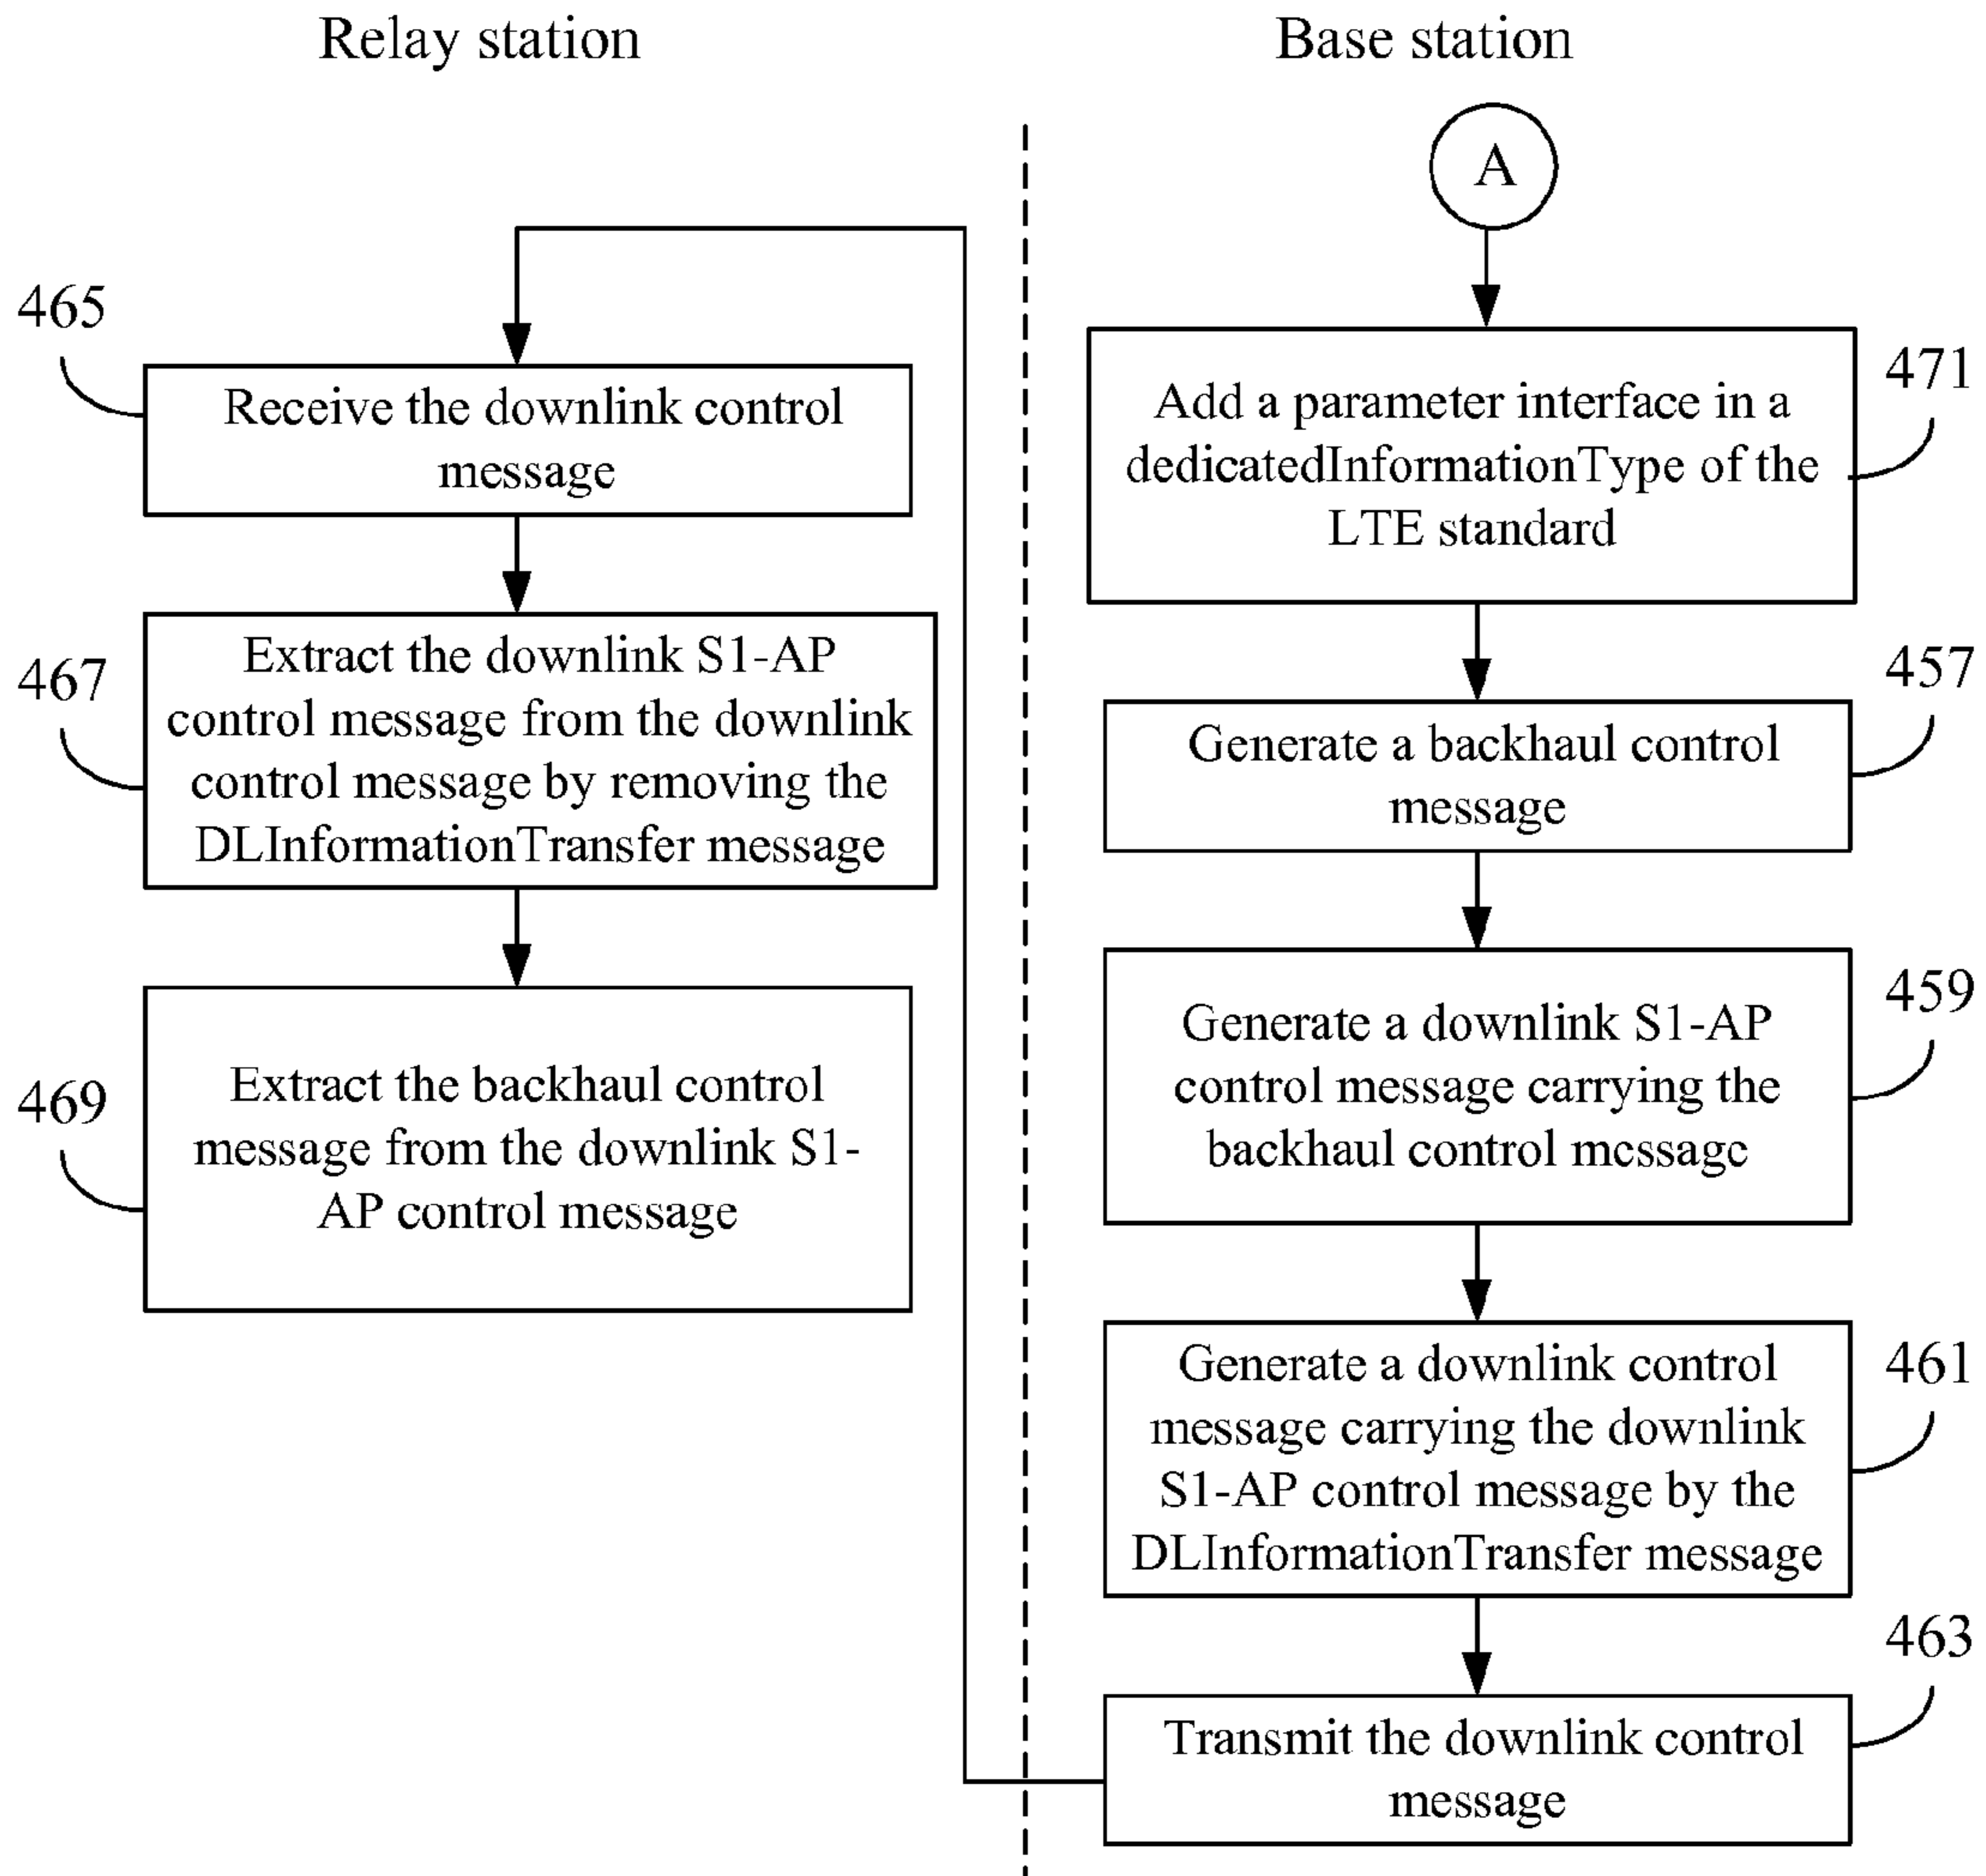 Relay station
Base station
A
465
Receive the downlink control
message
467
Extract the downlink S1-AP
control message from the downlink
control message by removing the
DLInformationTransfer message
469
Extract the backhaul control
message from the downlink S1-
AP control message
471
Add a parameter interface in a
dedicatedInformationType of the
LTE standard
457
Generate a backhaul control
message
459
Generate a downlink S1-AP
control message carrying the
backhaul control message
461
Generate a downlink control
message carrying the downlink
S1-AP control message by the
DLInformationTransfer message
463
Transmit the downlink control
message